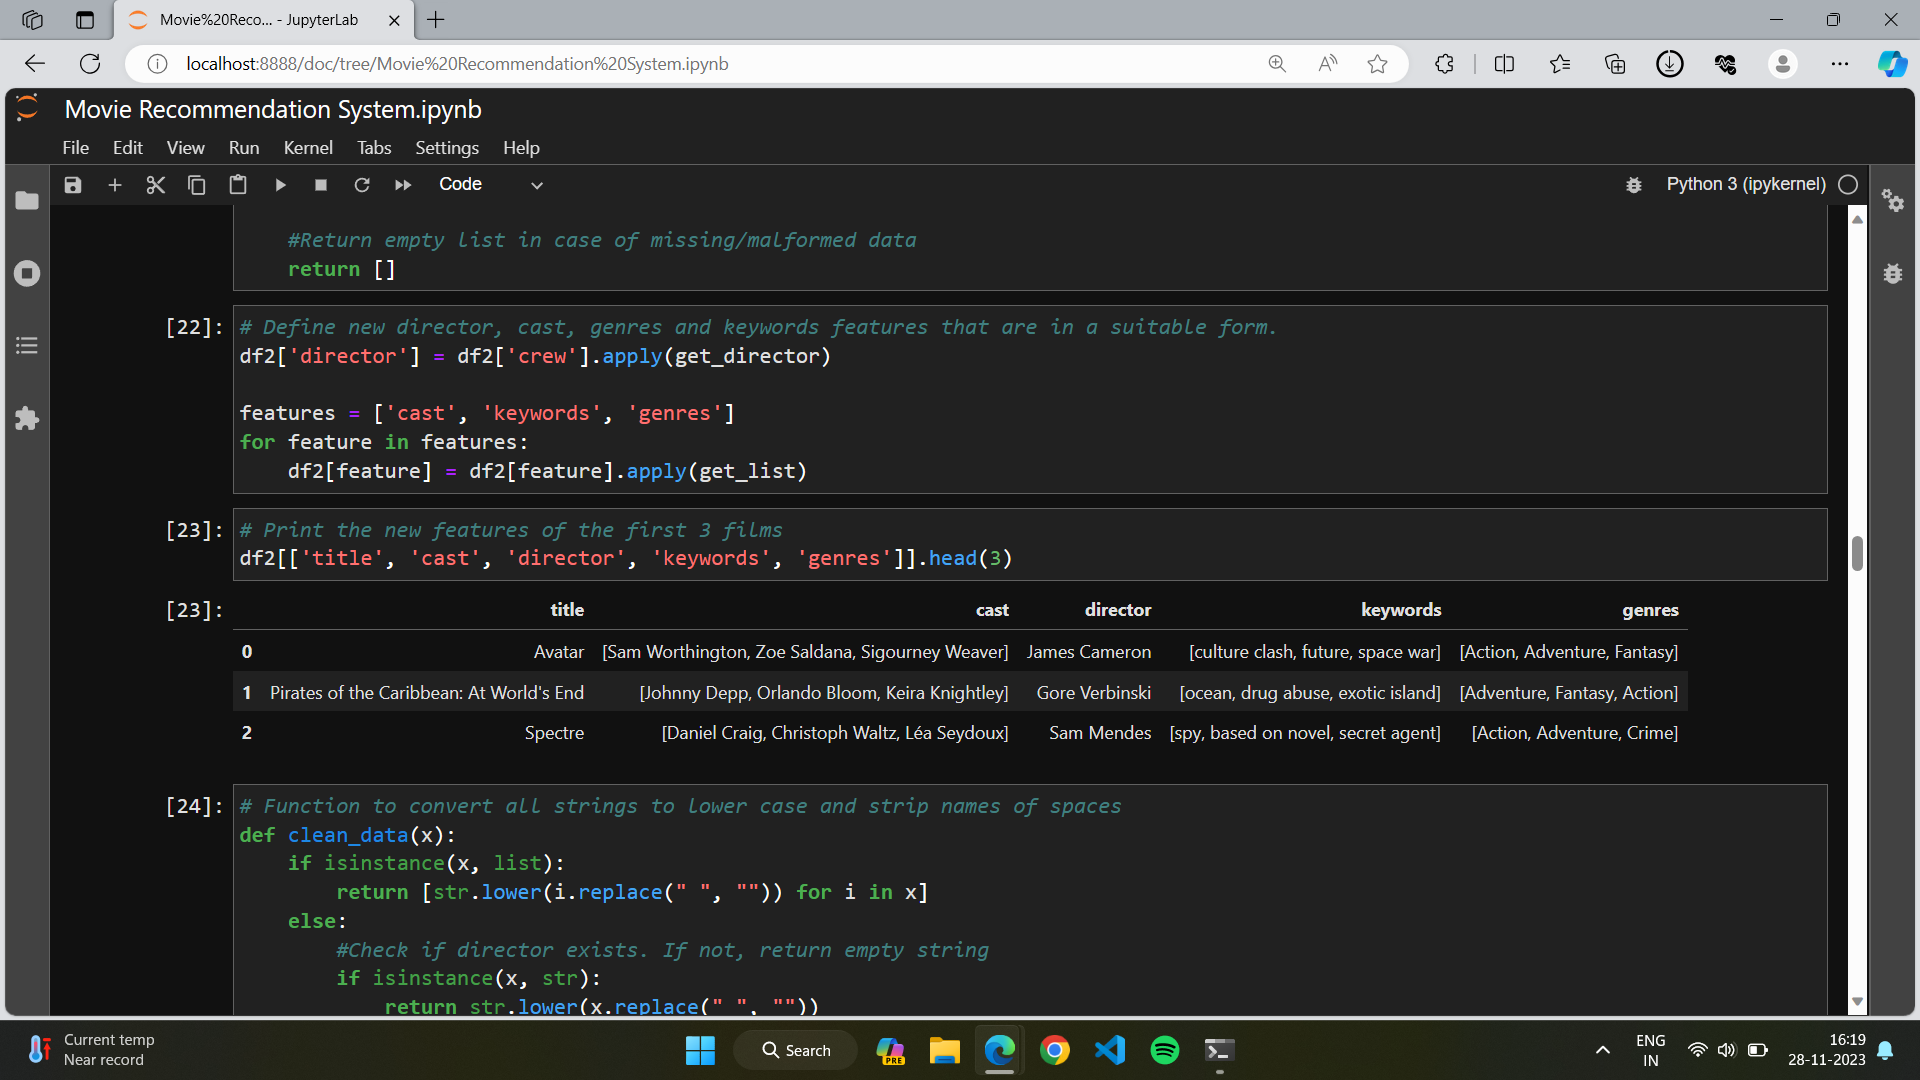 Movie%20Reco... - JupyterLab
localhost:8888/doc/tree/Movie%20Recommendation%20System.ipynb
Movie Recommendation System.ipynb
File Edit View Run Kernel Tabs Settings Help
Code
Python 3 (ipykernel)
#Return empty list in case of missing/malformed data
return []
[22]: # Define new director, cast, genres and keywords features that are in a suitable form.
df2['director'] = df2['crew'].apply(get_director)
features = ['cast', 'keywords', 'genres']
for feature in features:
df2[feature] = df2[feature].apply(get_list)
[23]: # Print the new features of the first 3 films
df2[['title', 'cast', 'director', 'keywords', 'genres']].head(3)
[23]: title cast director keywords genres
0 Avatar [Sam Worthington, Zoe Saldana, Sigourney Weaver] James Cameron [culture clash, future, space war] [Action, Adventure, Fantasy]
1 Pirates of the Caribbean: At World's End [Johnny Depp, Orlando Bloom, Keira Knightley] Gore Verbinski [ocean, drug abuse, exotic island] [Adventure, Fantasy, Action]
2 Spectre [Daniel Craig, Christoph Waltz, Léa Seydoux] Sam Mendes [spy, based on novel, secret agent] [Action, Adventure, Crime]
[24]: # Function to convert all strings to lower case and strip names of spaces
def clean_data(x):
if isinstance(x, list):
return [str.lower(i.replace(" ", "")) for i in x]
else:
#Check if director exists. If not, return empty string
if isinstance(x, str):
return str.lower(x.replace(" ", ""))
Current temp
Near record
Search
PRE
ENG
IN
16:19
28-11-2023